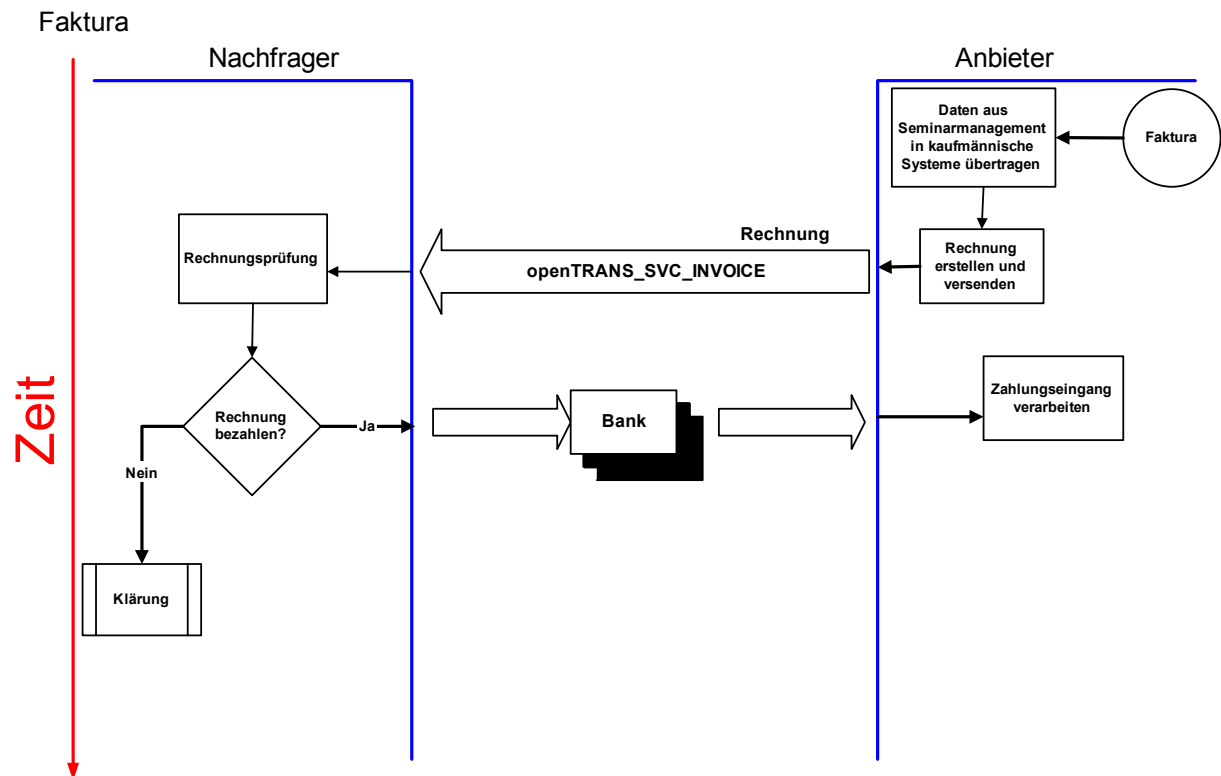 Faktura
Nachfrager
Anbieter
Daten aus
Seminarmanagement
in kaufmännische
Systeme übertragen
Faktura
Rechnung
Rechnungsprüfung
openTRANS_SVC_INVOICE
Rechnung
erstellen und
versenden
Zeit
Rechnung
bezahlen?
Ja
Bank
Zahlungseingang
verarbeiten
Nein
Klärung